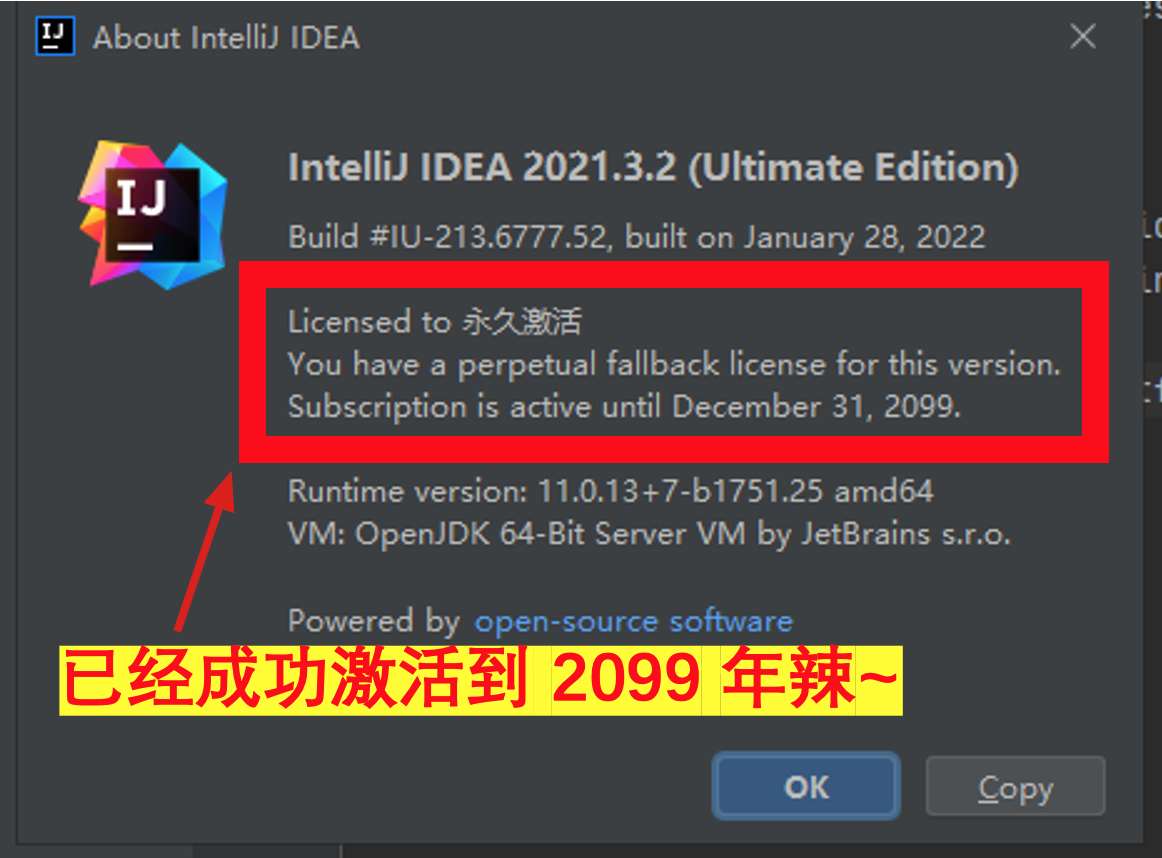 About IntelliJ IDEA
IntelliJ IDEA 2021.3.2 (Ultimate Edition)
Build #IU-213.6777.52, built on January 28, 2022
Licensed to 永久激活
You have a perpetual fallback license for this version.
Subscription is active until December 31, 2099.
Runtime version: 11.0.13+7-b1751.25 amd64
VM: OpenJDK 64-Bit Server VM by JetBrains s.r.o.
Powered by open-source software
已经成功激活到 2099 年辣~
OK
Copy